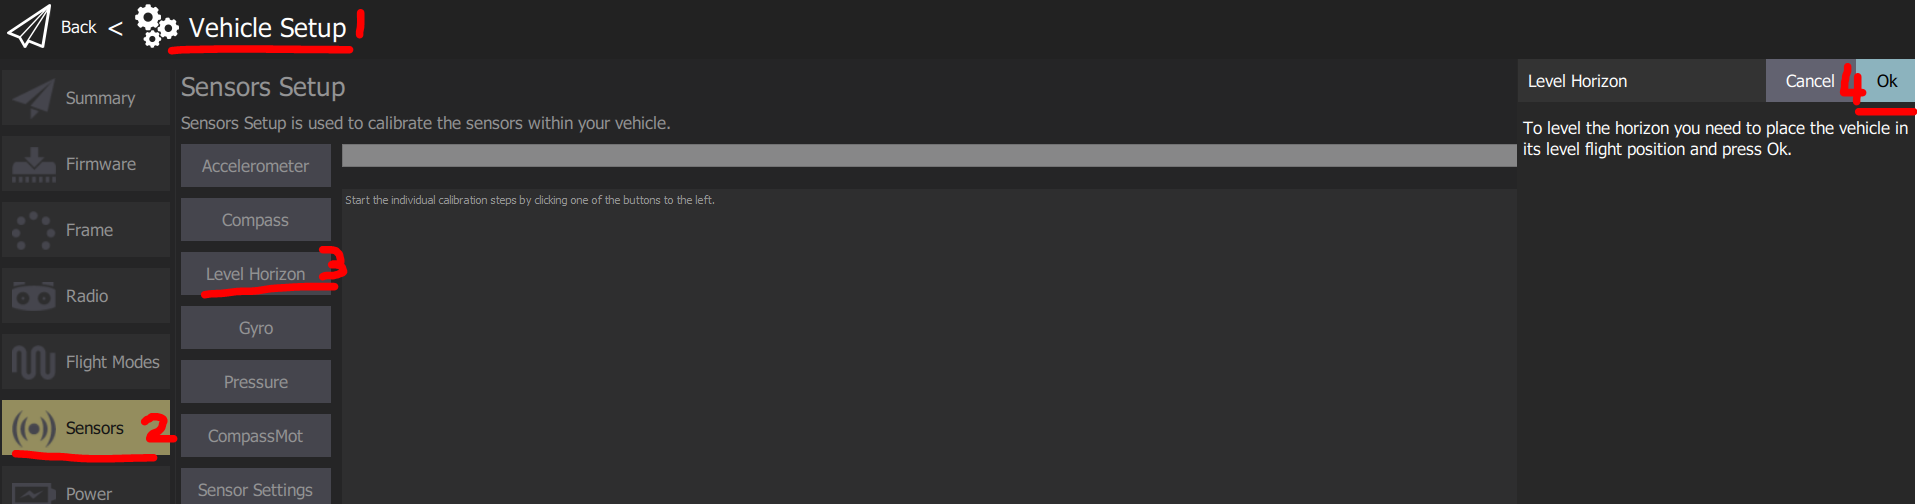 Back < Vehicle Setup 1
Summary
Firmware
Frame
Radio
Flight Modes
Sensors 2
Power
Sensors Setup
Sensors Setup is used to calibrate the sensors within your vehicle.
Accelerometer
Compass
Level Horizon 3
Gyro
Pressure
CompassMot
Sensor Settings
Start the individual calibration steps by clicking one of the buttons to the left.
Level Horizon Cancel 4 Ok
To level the horizon you need to place the vehicle in
its level flight position and press Ok.